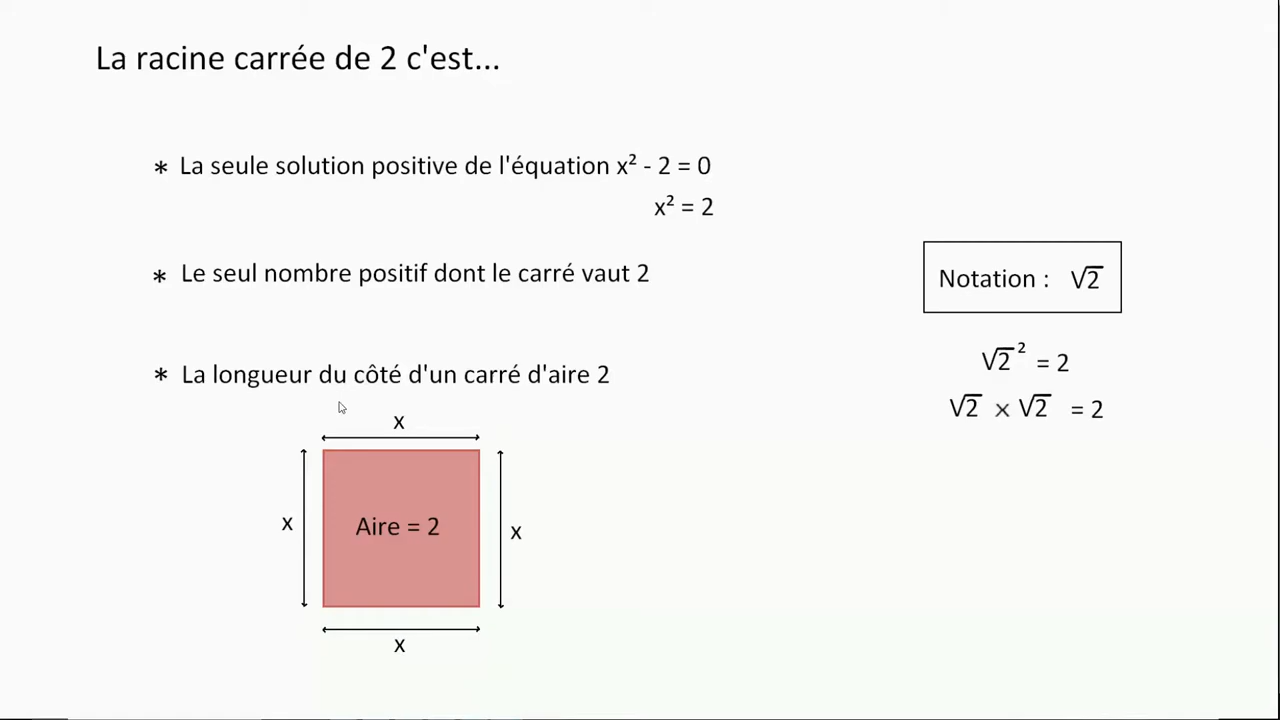 La racine carrée de 2 c'est...
* La seule solution positive de l'équation x² - 2 = 0
x² = 2
* Le seul nombre positif dont le carré vaut 2
Notation : √2
√2² = 2
√2 x √2 = 2
* La longueur du côté d'un carré d'aire 2
x
x
Aire = 2
x
x